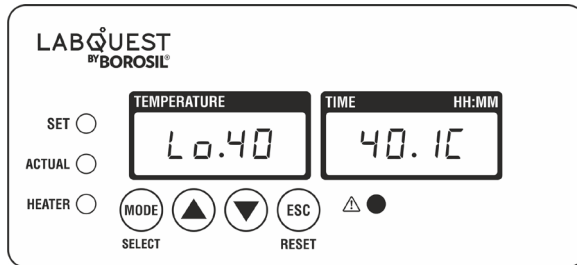 LABQUEST
BY BOROSIL®
TEMPERATURE
TIME HH:MM
SET
Lo.40
40.1C
ACTUAL
HEATER
MODE
ESC
SELECT
RESET